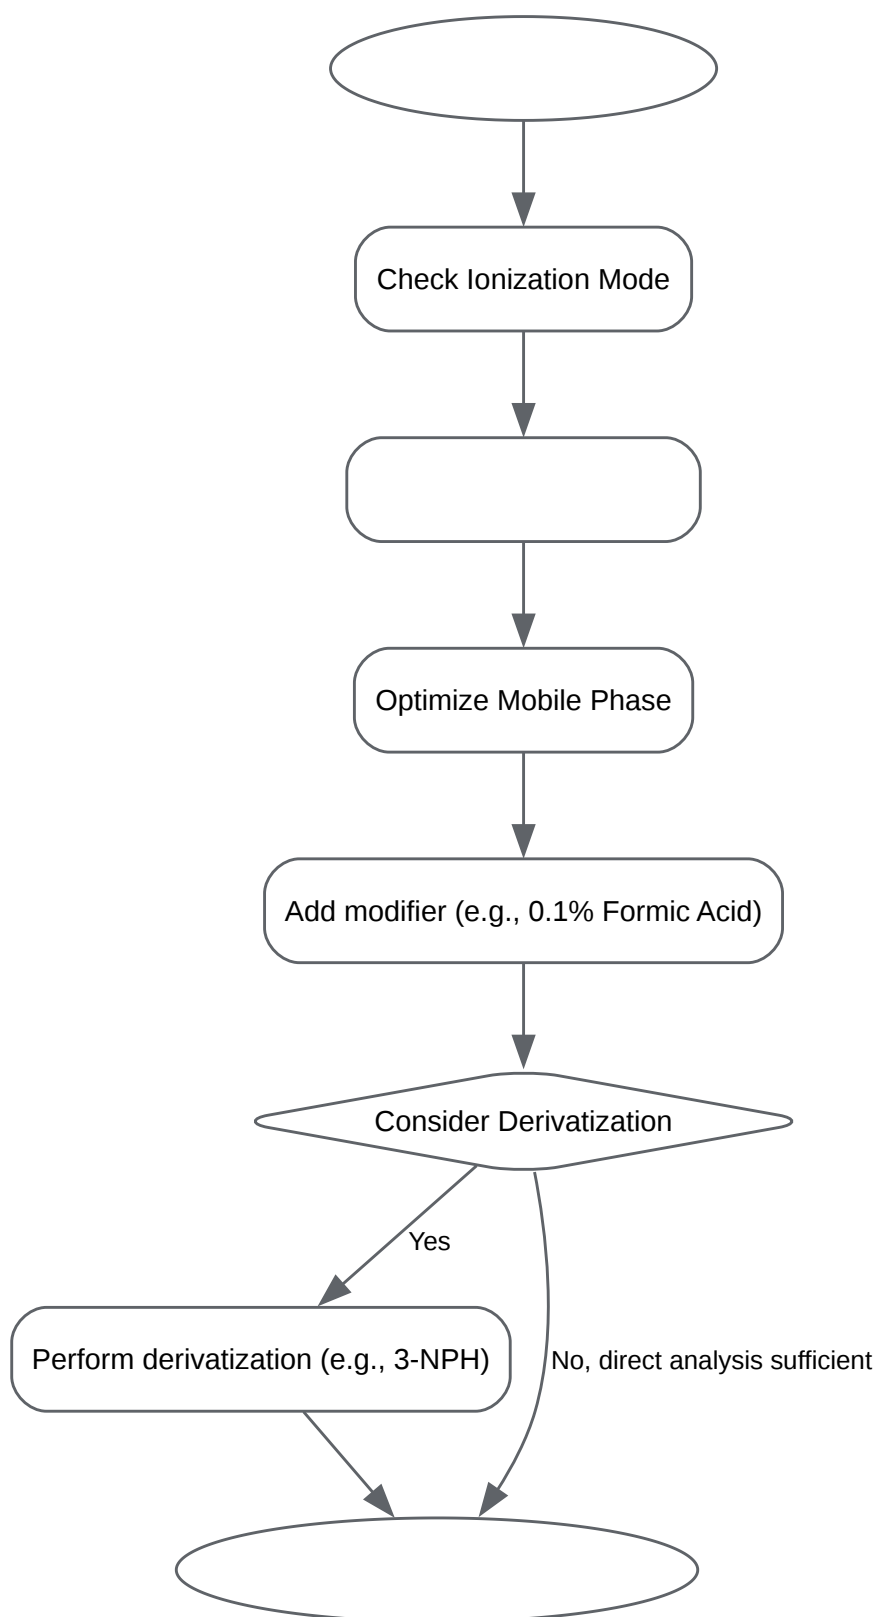 Check Ionization Mode
Optimize Mobile Phase
Add modifier (e.g., 0.1% Formic Acid)
Consider Derivatization
Yes
Perform derivatization (e.g., 3-NPH)
No, direct analysis sufficient